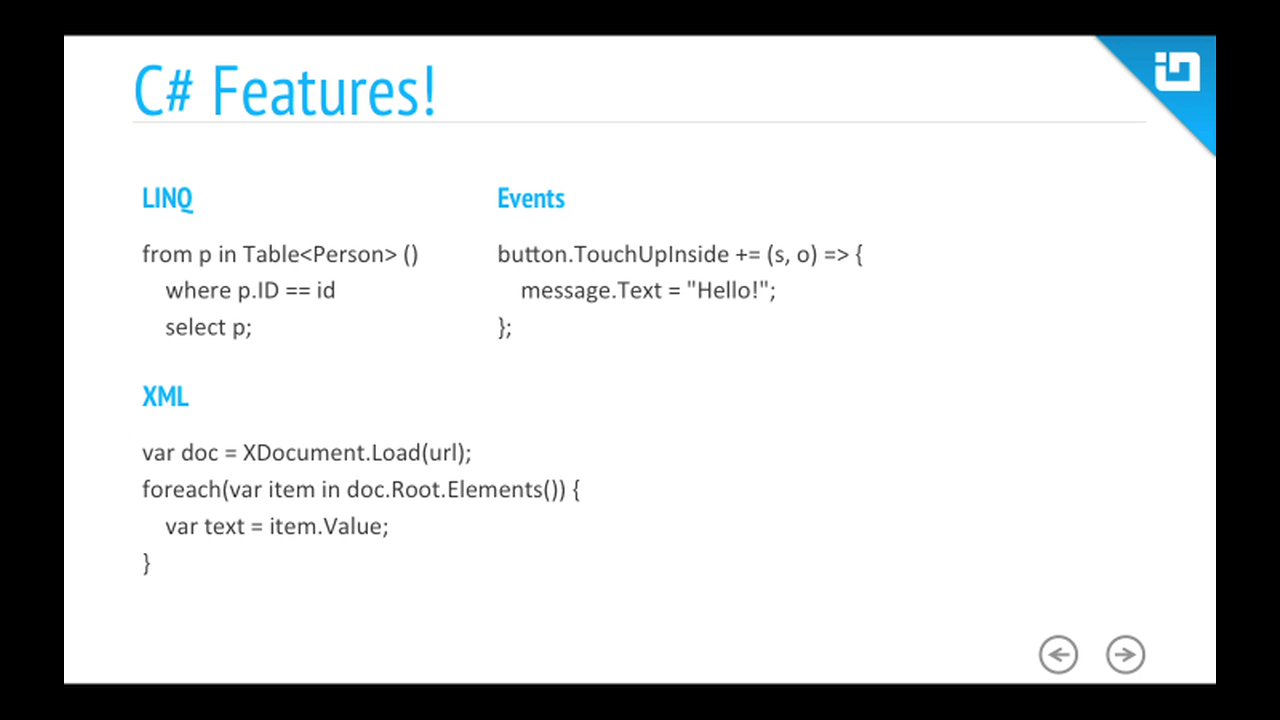 C# Features!
LINQ
from p in Table<Person> ()
where p.ID == id
select p;
Events
button.TouchUpInside += (s, o) => {
message.Text = "Hello!";
};
XML
var doc = XDocument.Load(url);
foreach(var item in doc.Root.Elements()) {
var text = item.Value;
}